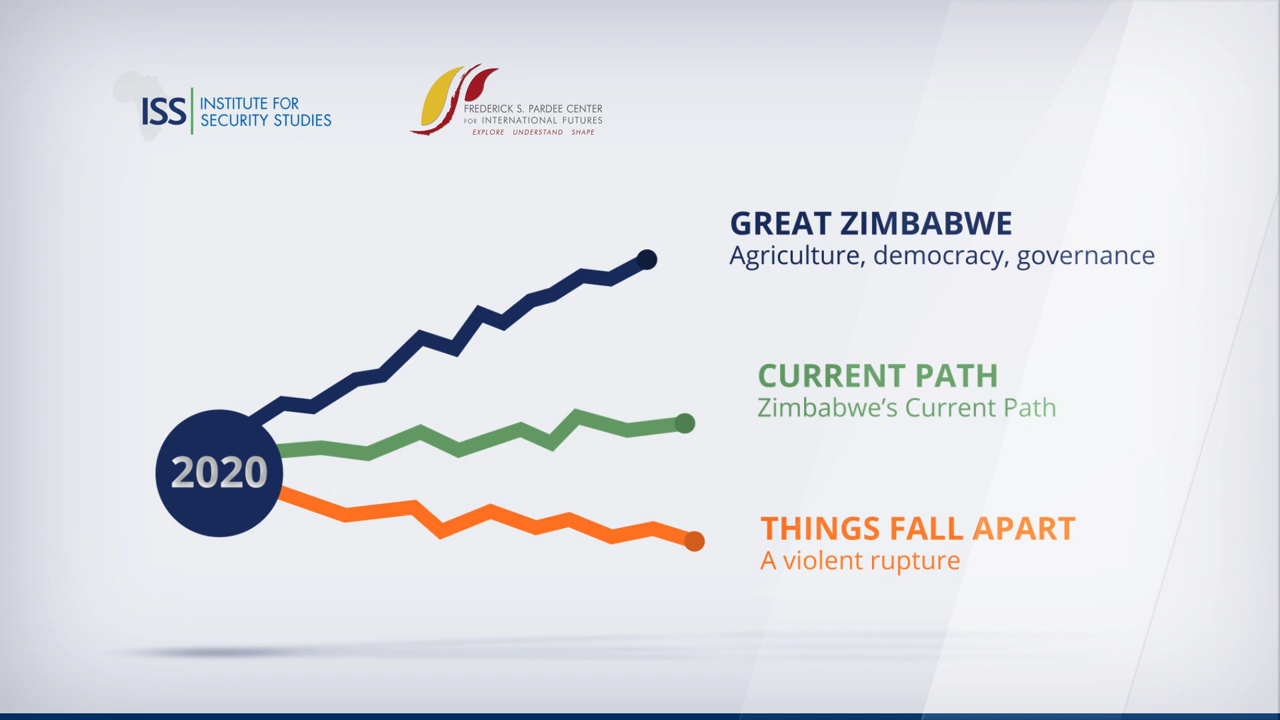 ISS
INSTITUTE FOR
SECURITY STUDIES
FREDERICK S. PARDEE CENTER
FOR INTERNATIONAL FUTURES
EXPLORE UNDERSTAND SHAPE
GREAT ZIMBABWE
Agriculture, democracy, governance
CURRENT PATH
Zimbabwe’s Current Path
2020
THINGS FALL APART
A violent rupture